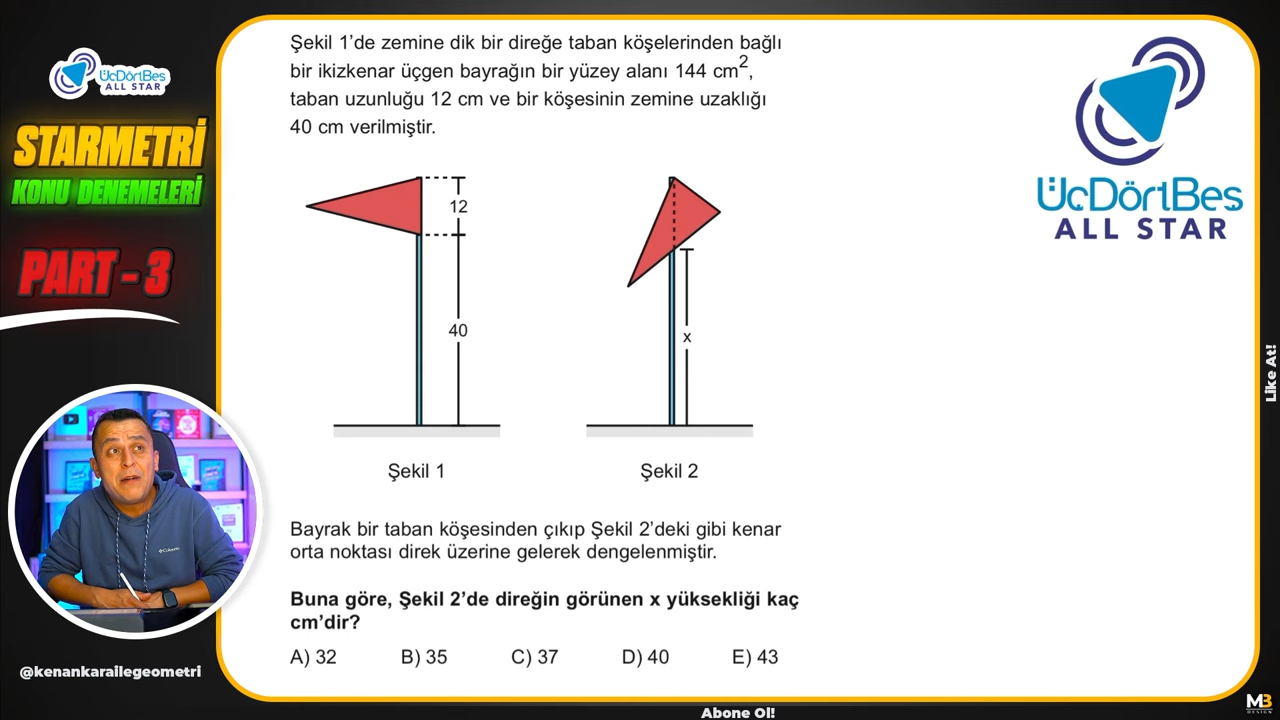 ÜçDörtBeş
ALL STAR
STARMETRİ
KONU DENEMELERİ
PART - 3
@kenankarailegeometri
Şekil 1'de zemine dik bir direğe taban köşelerinden bağlı
bir ikizkenar üçgen bayrağın bir yüzey alanı 144 cm²,
taban uzunluğu 12 cm ve bir köşesinin zemine uzaklığı
40 cm verilmiştir.
12
40
x
Şekil 1
Şekil 2
Bayrak bir taban köşesinden çıkıp Şekil 2'deki gibi kenar
orta noktası direk üzerine gelerek dengelenmiştir.
Buna göre, Şekil 2'de direğin görünen x yüksekliği kaç
cm'dir?
A) 32 B) 35 C) 37 D) 40 E) 43
ÜçDörtBeş
ALL STAR
Like At!
Abone Ol!
MB
DESIGN